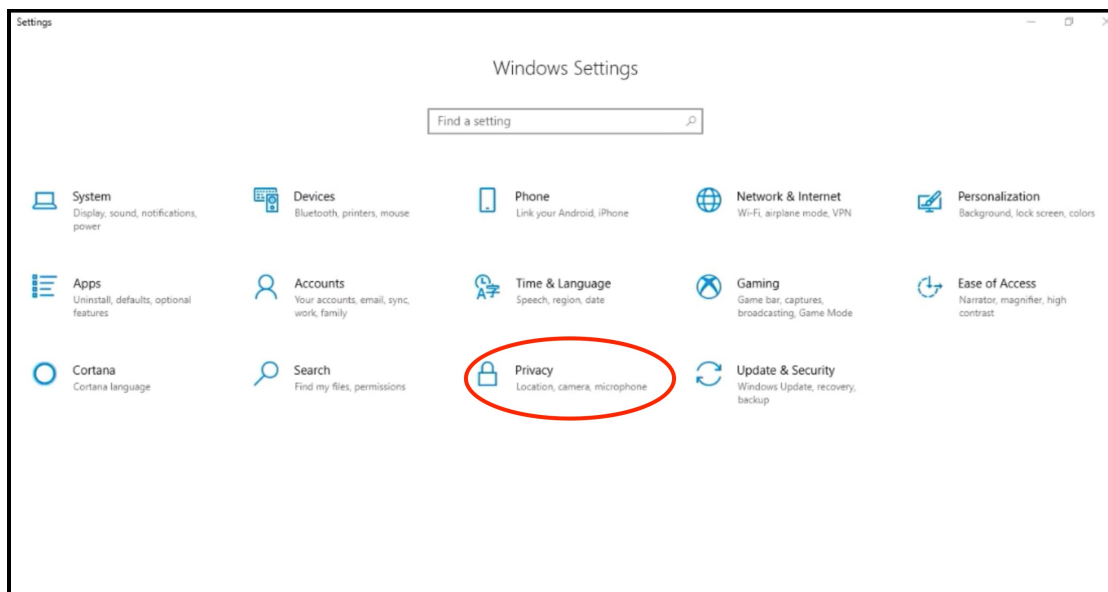 Settings
Windows Settings
Find a setting
System
Display, sound, notifications,
power
Devices
Bluetooth, printers, mouse
Phone
Link your Android, iPhone
Network & Internet
Wi-Fi, airplane mode, VPN
Personalization
Background, lock screen, colors
Apps
Uninstall, defaults, optional
features
Accounts
Your accounts, email, sync,
work, family
Time & Language
Speech, region, date
Gaming
Game bar, captures,
broadcasting, Game Mode
Ease of Access
Narrator, magnifier, high
contrast
Cortana
Cortana language
Search
Find my files, permissions
Privacy
Location, camera, microphone
Update & Security
Windows Update, recovery,
backup